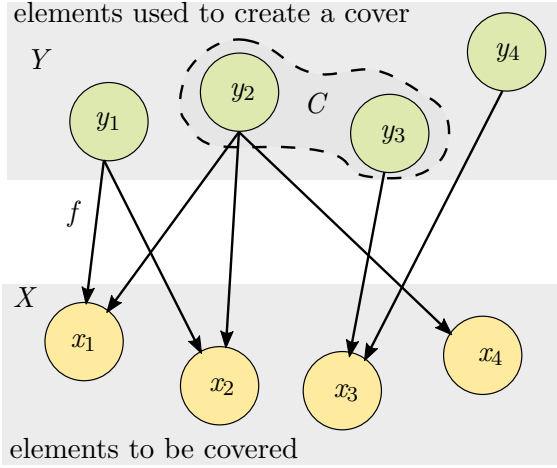 elements used to create a cover
Y
y4
y2
C
y1
y3
f
X
x1
x2
x3
x4
elements to be covered